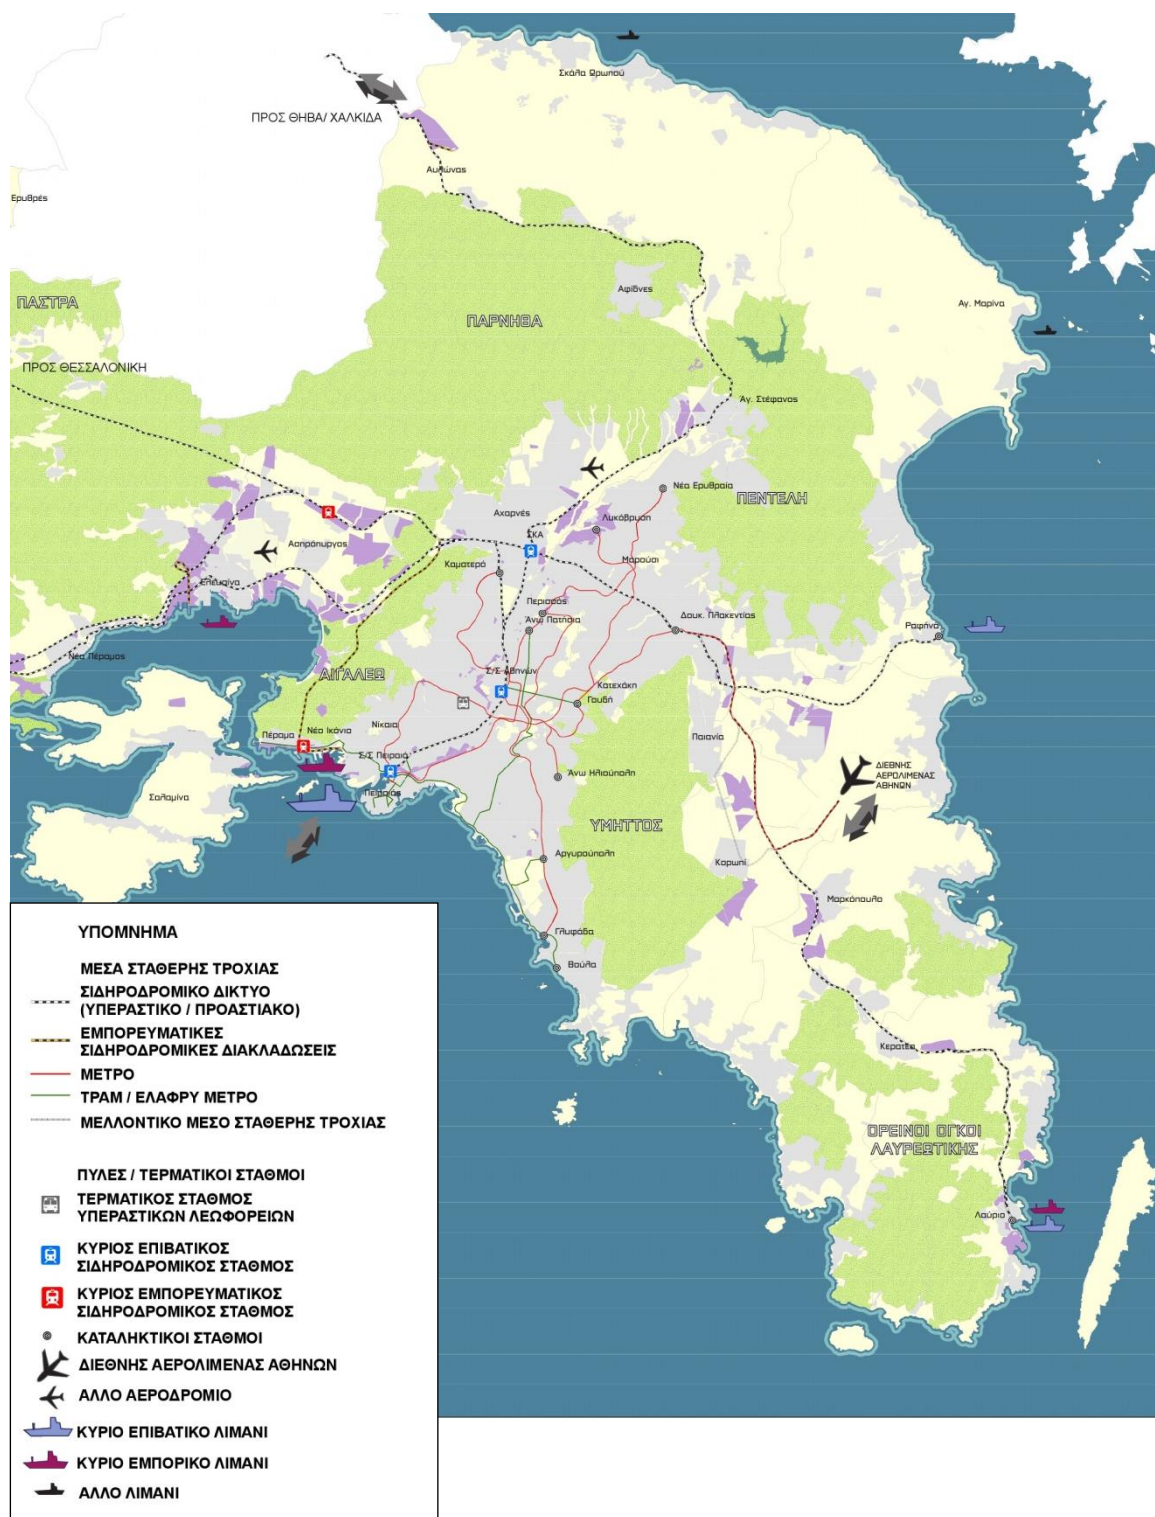 Σκάλα Ωρωπού
ΠΡΟΣ ΘΗΒΑ/ ΧΑΛΚΙΔΑ
Αυλώνας
Ερυθρές
Αφίδνες
ΠΑΣΤΡΑ
ΠΑΡΝΗΘΑ
Αγ. Μαρίνα
ΠΡΟΣ ΘΕΣΣΑΛΟΝΙΚΗ
Άγ. Στέφανος
Νέα Ερυθραία
ΠΕΝΤΕΛΗ
Αχαρνές
Λυκόβρυση
ΣΚΑ
Ασπρόπυργος
Μαρούσι
Καματερό
Ελευσίνα
Περισσός
Άνω Πατήσια
Δουκ. Πλακεντίας
Ραφήνα
Νέα Πέραμος
ΑΙΓΑΛΕΩ
Σ/Σ Αθηνών
Κατεχάκη
Γουδή
Νίκαια
Νέα Ικόνιο
Πέραμα
Παιανία
Σ/Σ Πειραιά
ΔΙΕΘΝΗΣ
ΑΕΡΟΛΙΜΕΝΑΣ
ΑΘΗΝΩΝ
Άνω Ηλιούπολη
Πειραιάς
Σαλαμίνα
ΥΜΗΤΤΟΣ
Αργυρούπολη
Κορωπί
Μαρκόπουλο
Γλυφάδα
Βούλα
Κερατέα
ΟΡΕΙΝΟΙ ΟΓΚΟΙ
ΛΑΥΡΕΩΤΙΚΗΣ
Λαύριο
ΥΠΟΜΝΗΜΑ
ΜΕΣΑ ΣΤΑΘΕΡΗΣ ΤΡΟΧΙΑΣ
ΣΙΔΗΡΟΔΡΟΜΙΚΟ ΔΙΚΤΥΟ
(ΥΠΕΡΑΣΤΙΚΟ / ΠΡΟΑΣΤΙΑΚΟ)
ΕΜΠΟΡΕΥΜΑΤΙΚΕΣ
ΣΙΔΗΡΟΔΡΟΜΙΚΕΣ ΔΙΑΚΛΑΔΩΣΕΙΣ
ΜΕΤΡΟ
ΤΡΑΜ / ΕΛΑΦΡΥ ΜΕΤΡΟ
ΜΕΛΛΟΝΤΙΚΟ ΜΕΣΟ ΣΤΑΘΕΡΗΣ ΤΡΟΧΙΑΣ
ΠΥΛΕΣ / ΤΕΡΜΑΤΙΚΟΙ ΣΤΑΘΜΟΙ
ΤΕΡΜΑΤΙΚΟΣ ΣΤΑΘΜΟΣ
ΥΠΕΡΑΣΤΙΚΩΝ ΛΕΩΦΟΡΕΙΩΝ
ΚΥΡΙΟΣ ΕΠΙΒΑΤΙΚΟΣ
ΣΙΔΗΡΟΔΡΟΜΙΚΟΣ ΣΤΑΘΜΟΣ
ΚΥΡΙΟΣ ΕΜΠΟΡΕΥΜΑΤΙΚΟΣ
ΣΙΔΗΡΟΔΡΟΜΙΚΟΣ ΣΤΑΘΜΟΣ
ΚΑΤΑΛΗΚΤΙΚΟΙ ΣΤΑΘΜΟΙ
ΔΙΕΘΝΗΣ ΑΕΡΟΛΙΜΕΝΑΣ ΑΘΗΝΩΝ
ΑΛΛΟ ΑΕΡΟΔΡΟΜΙΟ
ΚΥΡΙΟ ΕΠΙΒΑΤΙΚΟ ΛΙΜΑΝΙ
ΚΥΡΙΟ ΕΜΠΟΡΙΚΟ ΛΙΜΑΝΙ
ΑΛΛΟ ΛΙΜΑΝΙ